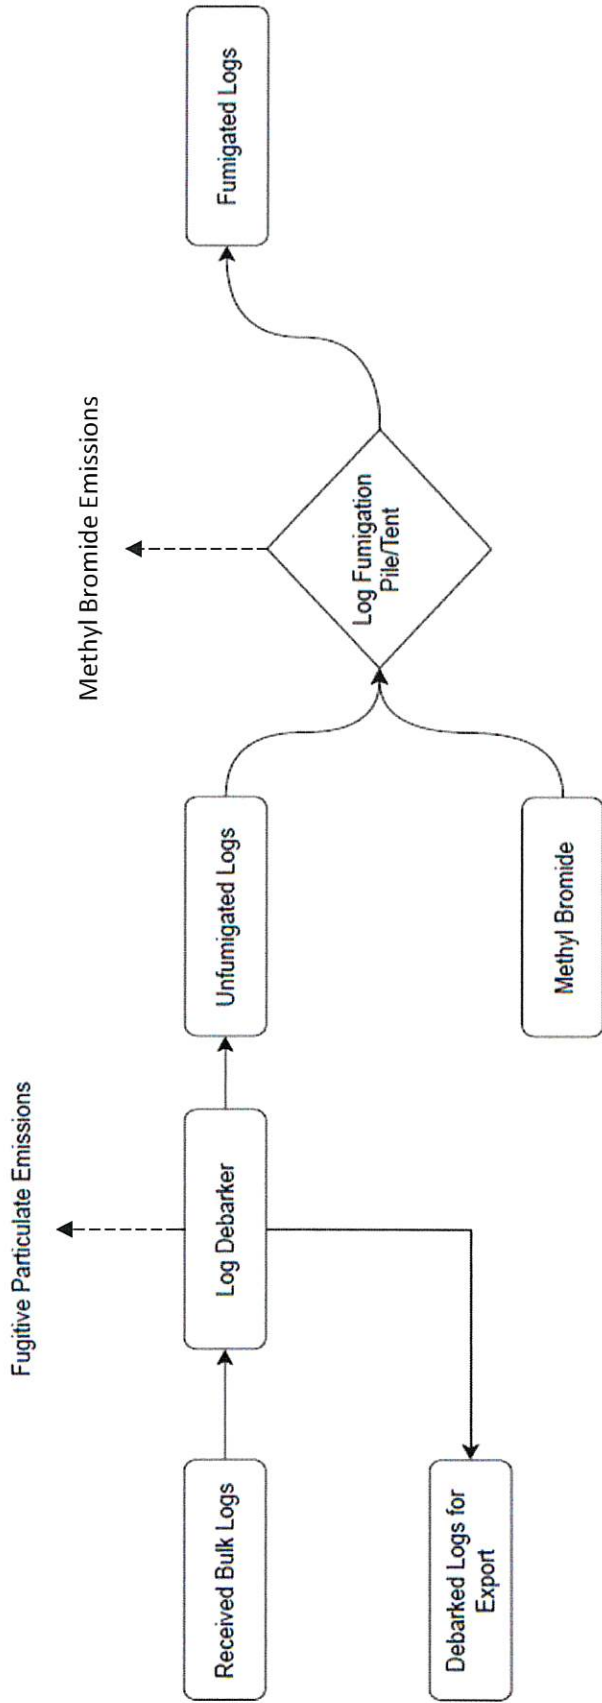 Fugitive Particulate Emissions
Methyl Bromide Emissions
Received Bulk Logs
Log Debarker
Unfumigated Logs
Fumigated Logs
Log Fumigation
Pile/Tent
Debarked Logs for
Export
Methyl Bromide